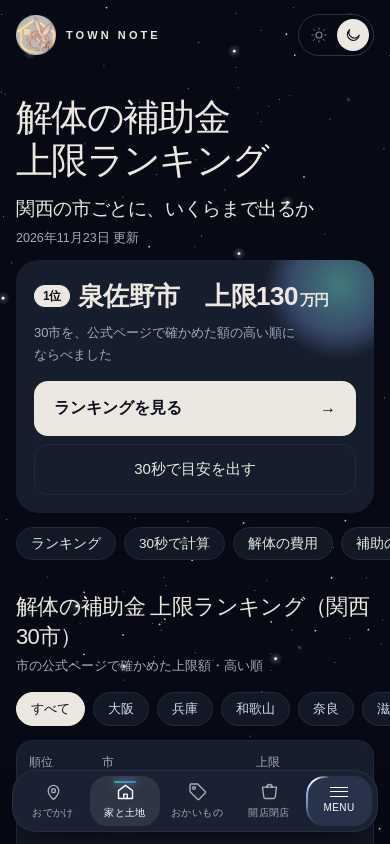 TOWN NOTE
解体の補助金
上限ランキング
関西の市ごとに、いくらまで出るか
2026年11月23日 更新
1位 泉佐野市 上限130万円
30市を、公式ページで確かめた額の高い順に
ならべました
ランキングを見る →
30秒で目安を出す
ランキング 30秒で計算 解体の費用 補助の
解体の補助金 上限ランキング（関西
30市）
市の公式ページで確かめた上限額・高い順
すべて 大阪 兵庫 和歌山 奈良 滋
順位 市 上限
おでかけ 家と土地 おかいもの 開店閉店 MENU